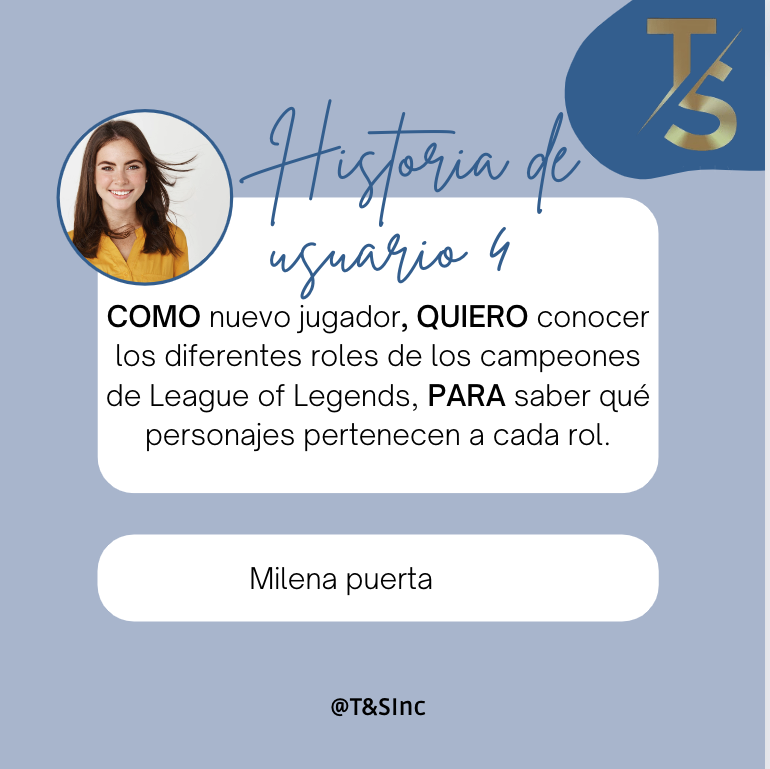 T/S
Historia de
usuario 4
COMO nuevo jugador, QUIERO conocer
los diferentes roles de los campeones
de League of Legends, PARA saber qué
personajes pertenecen a cada rol.
Milena puerta
@T&SInc